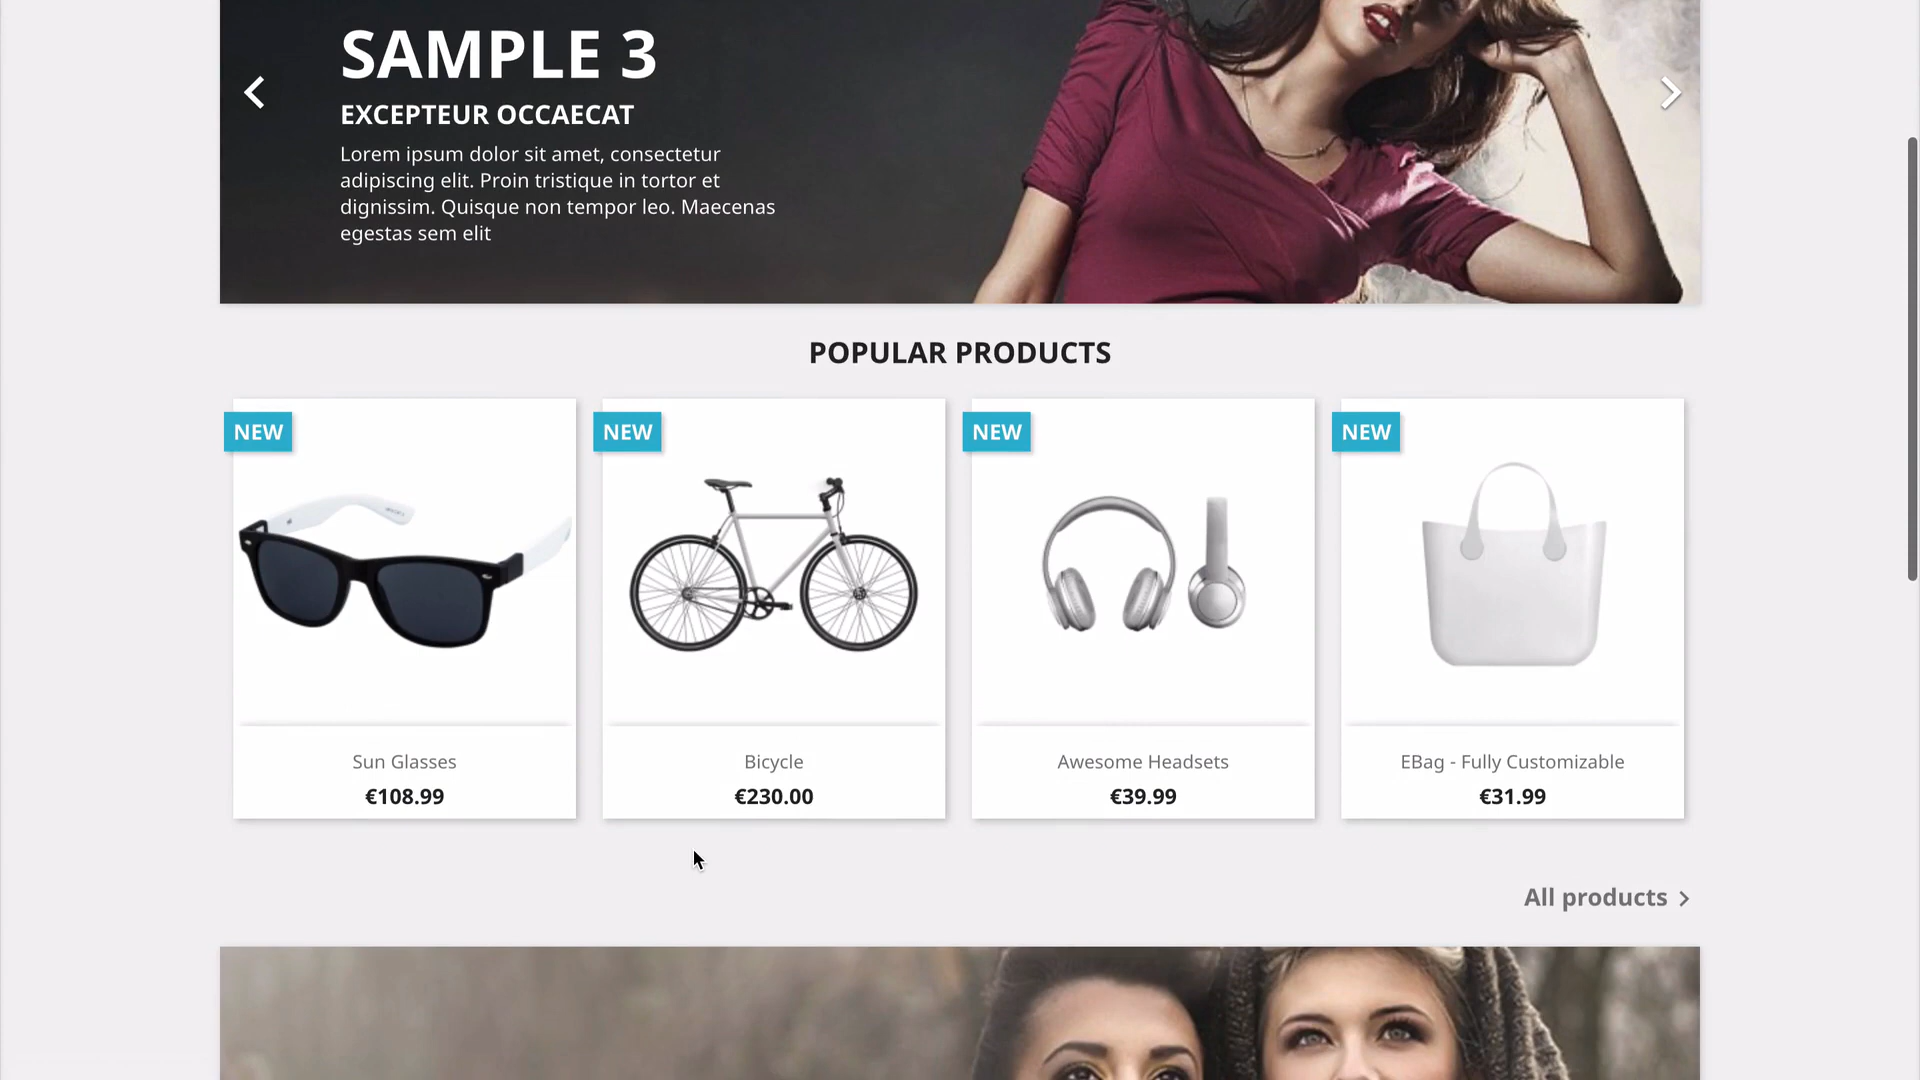 SAMPLE 3
EXCEPTEUR OCCAECAT
Lorem ipsum dolor sit amet, consectetur
adipiscing elit. Proin tristique in tortor et
dignissim. Quisque non tempor leo. Maecenas
egestas sem elit
POPULAR PRODUCTS
NEW
NEW
NEW
NEW
Sun Glasses
Bicycle
Awesome Headsets
EBag - Fully Customizable
€108.99
€230.00
€39.99
€31.99
All products